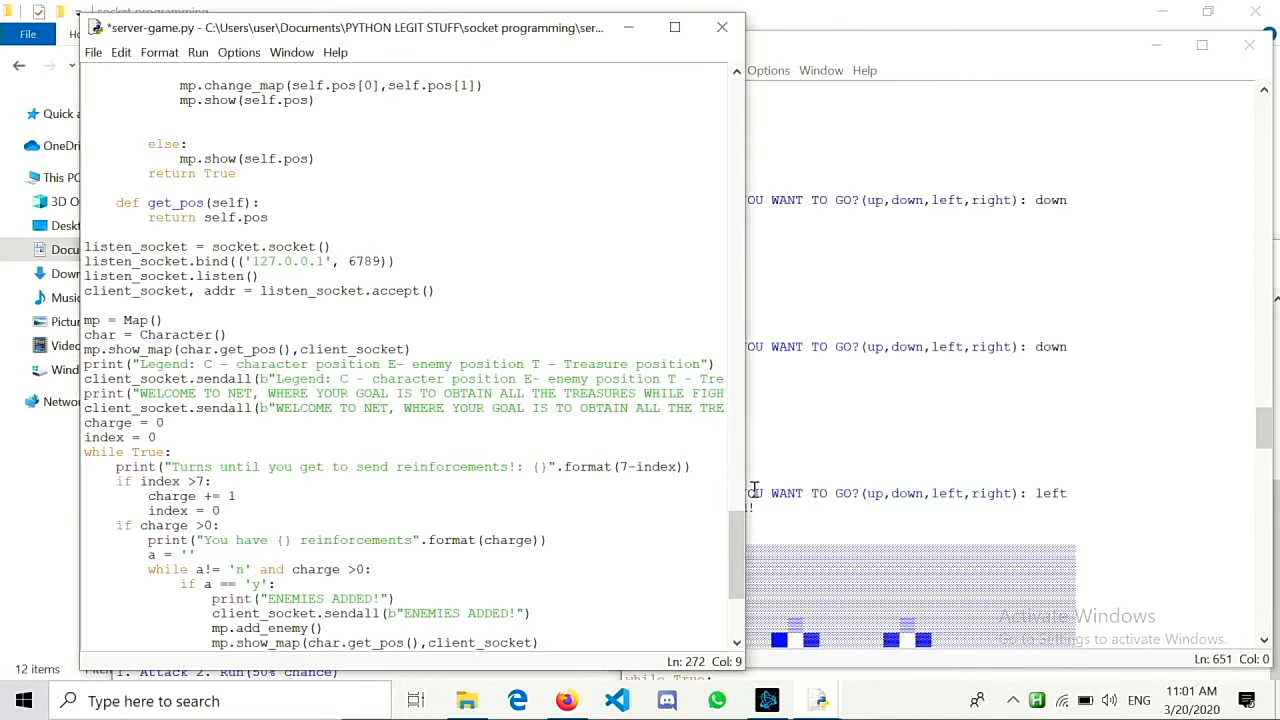 File
*server-game.py - C:\Users\user\Documents\PYTHON LEGIT STUFF\socket programming\ser...
File Edit Format Run Options Window Help
Options Window Help
Quick a
OneDri
This PC
3D O
Deskt
Docu
Down
Music
Pictur
Video
Wind
Networ
mp.change_map(self.pos[0],self.pos[1])
mp.show(self.pos)
else:
mp.show(self.pos)
return True
def get_pos(self):
return self.pos
listen_socket = socket.socket()
listen_socket.bind(('127.0.0.1', 6789))
listen_socket.listen()
client_socket, addr = listen_socket.accept()
mp = Map()
char = Character()
mp.show_map(char.get_pos(),client_socket)
print("Legend: C - character position E- enemy position T - Treasure position")
client_socket.sendall(b"Legend: C - character position E- enemy position T - Tre
print("WELCOME TO NET, WHERE YOUR GOAL IS TO OBTAIN ALL THE TREASURES WHILE FIGH
client_socket.sendall(b"WELCOME TO NET, WHERE YOUR GOAL IS TO OBTAIN ALL THE TRE
charge = 0
index = 0
while True:
print("Turns until you get to send reinforcements!: {}".format(7-index))
if index >7:
charge += 1
index = 0
if charge >0:
print("You have {} reinforcements".format(charge))
a = ''
while a!= 'n' and charge >0:
if a == 'y':
print("ENEMIES ADDED!")
client_socket.sendall(b"ENEMIES ADDED!")
mp.add_enemy()
mp.show_map(char.get_pos(),client_socket)
Ln: 272 Col: 9
OU WANT TO GO?(up,down,left,right): down
OU WANT TO GO?(up,down,left,right): down
OU WANT TO GO?(up,down,left,right): left
!
Activate Windows
Go to Settings to activate Windows.
Ln: 651 Col: 0
12 items
1. Attack 2. Run(50% chance)
while True:
Type here to search
ENG
11:01 AM
3/20/2020